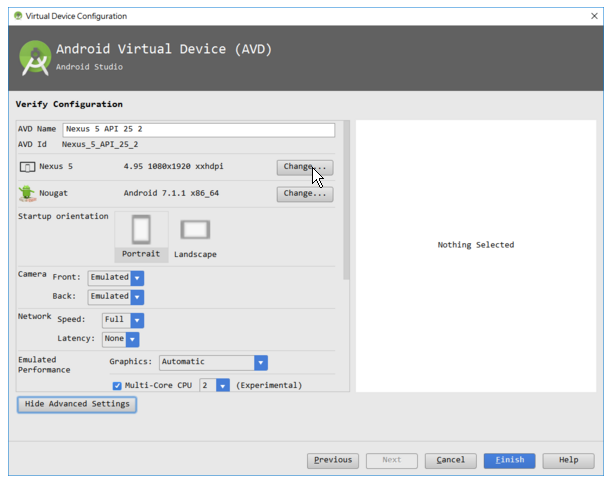 Virtual Device Configuration
Android Virtual Device (AVD)
Android Studio
Verify Configuration
AVD Name Nexus 5 API 25 2
AVD Id Nexus_5_API_25_2
Nexus 5 4.95 1080x1920 xxhdpi Change...
Nougat Android 7.1.1 x86_64 Change...
Startup orientation
Portrait Landscape
Camera Front: Emulated
Back: Emulated
Network Speed: Full
Latency: None
Emulated Performance Graphics: Automatic
Multi-Core CPU 2 (Experimental)
Nothing Selected
Hide Advanced Settings
Previous Next Cancel Finish Help